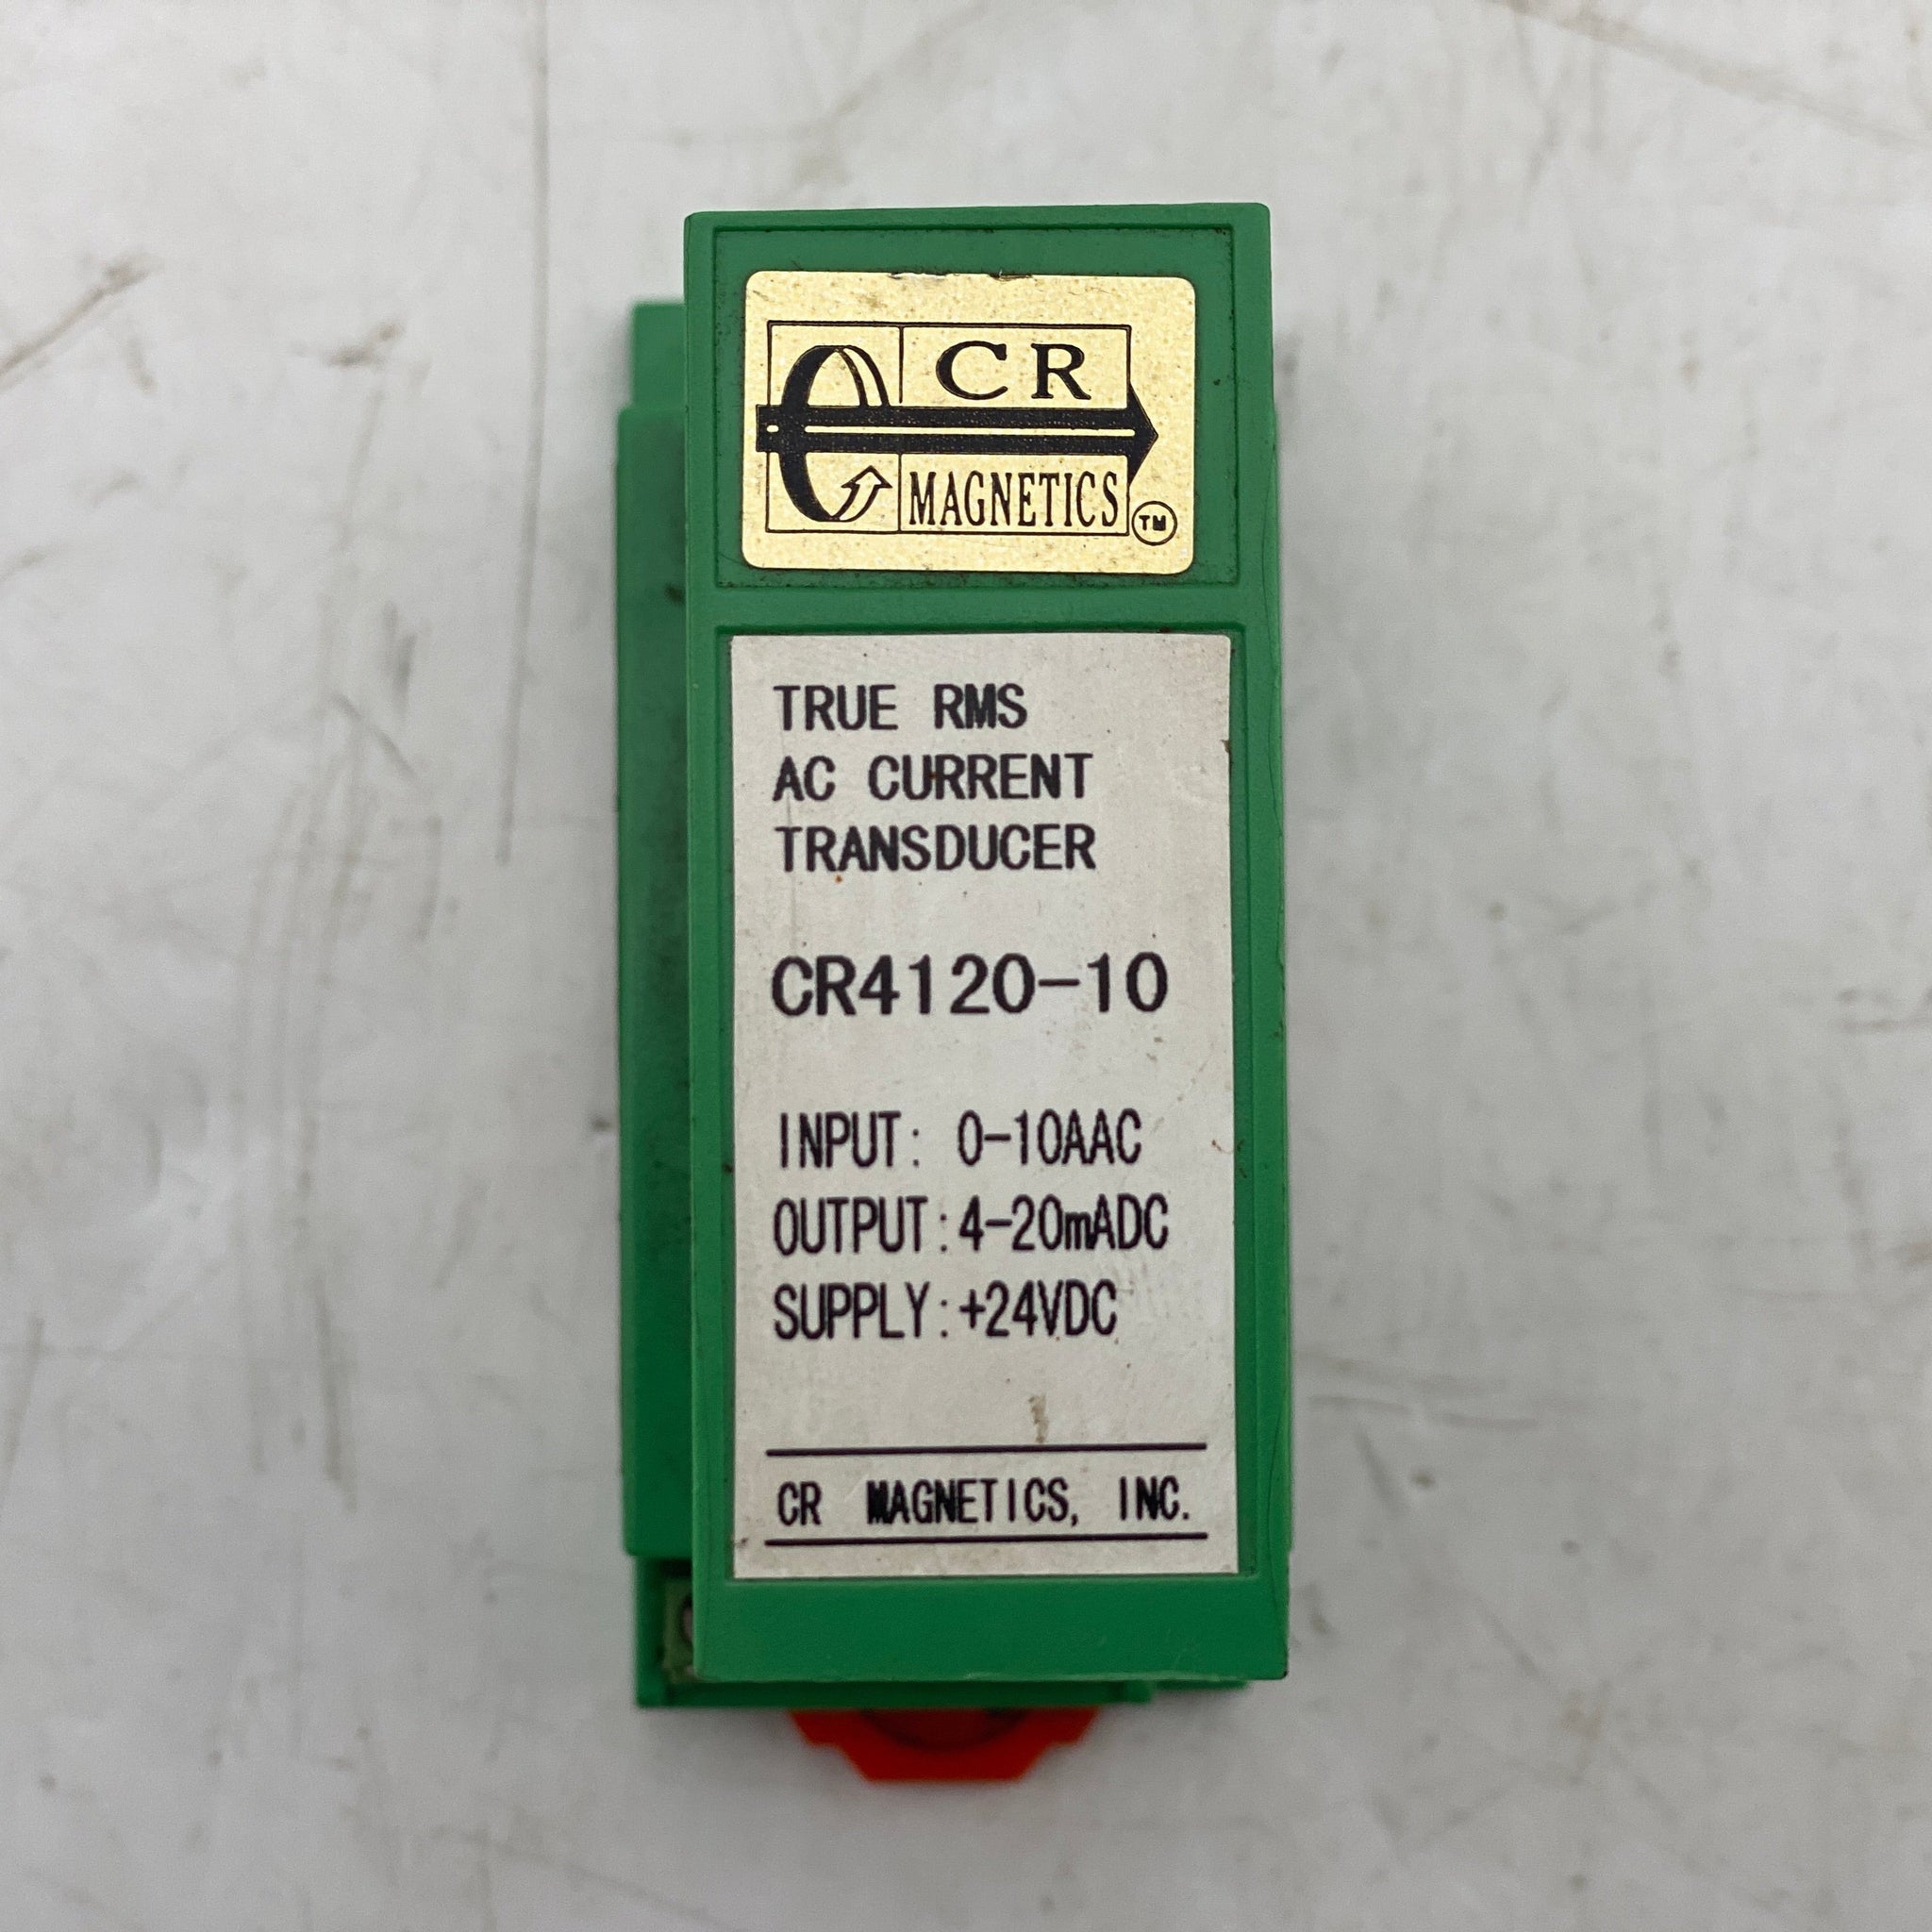 CR
MAGNETICS
TM
TRUE RMS
AC CURRENT
TRANSDUCER
CR4120-10
INPUT: 0-10AAC
OUTPUT:4-20mADC
SUPPLY:+24VDC
CR MAGNETICS, INC.